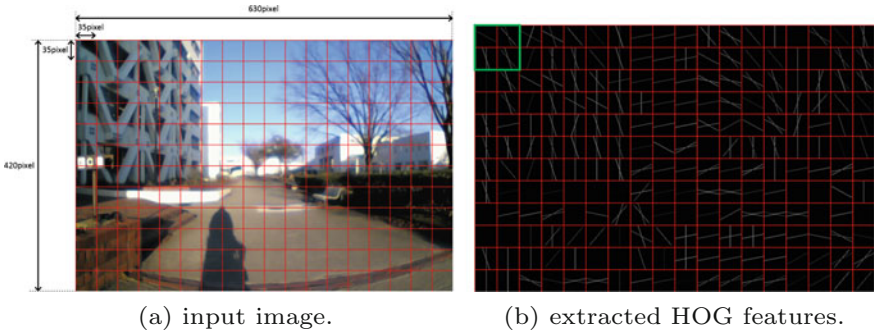 630pixel
35pixel
35pixel
420pixel
(a) input image.
(b) extracted HOG features.